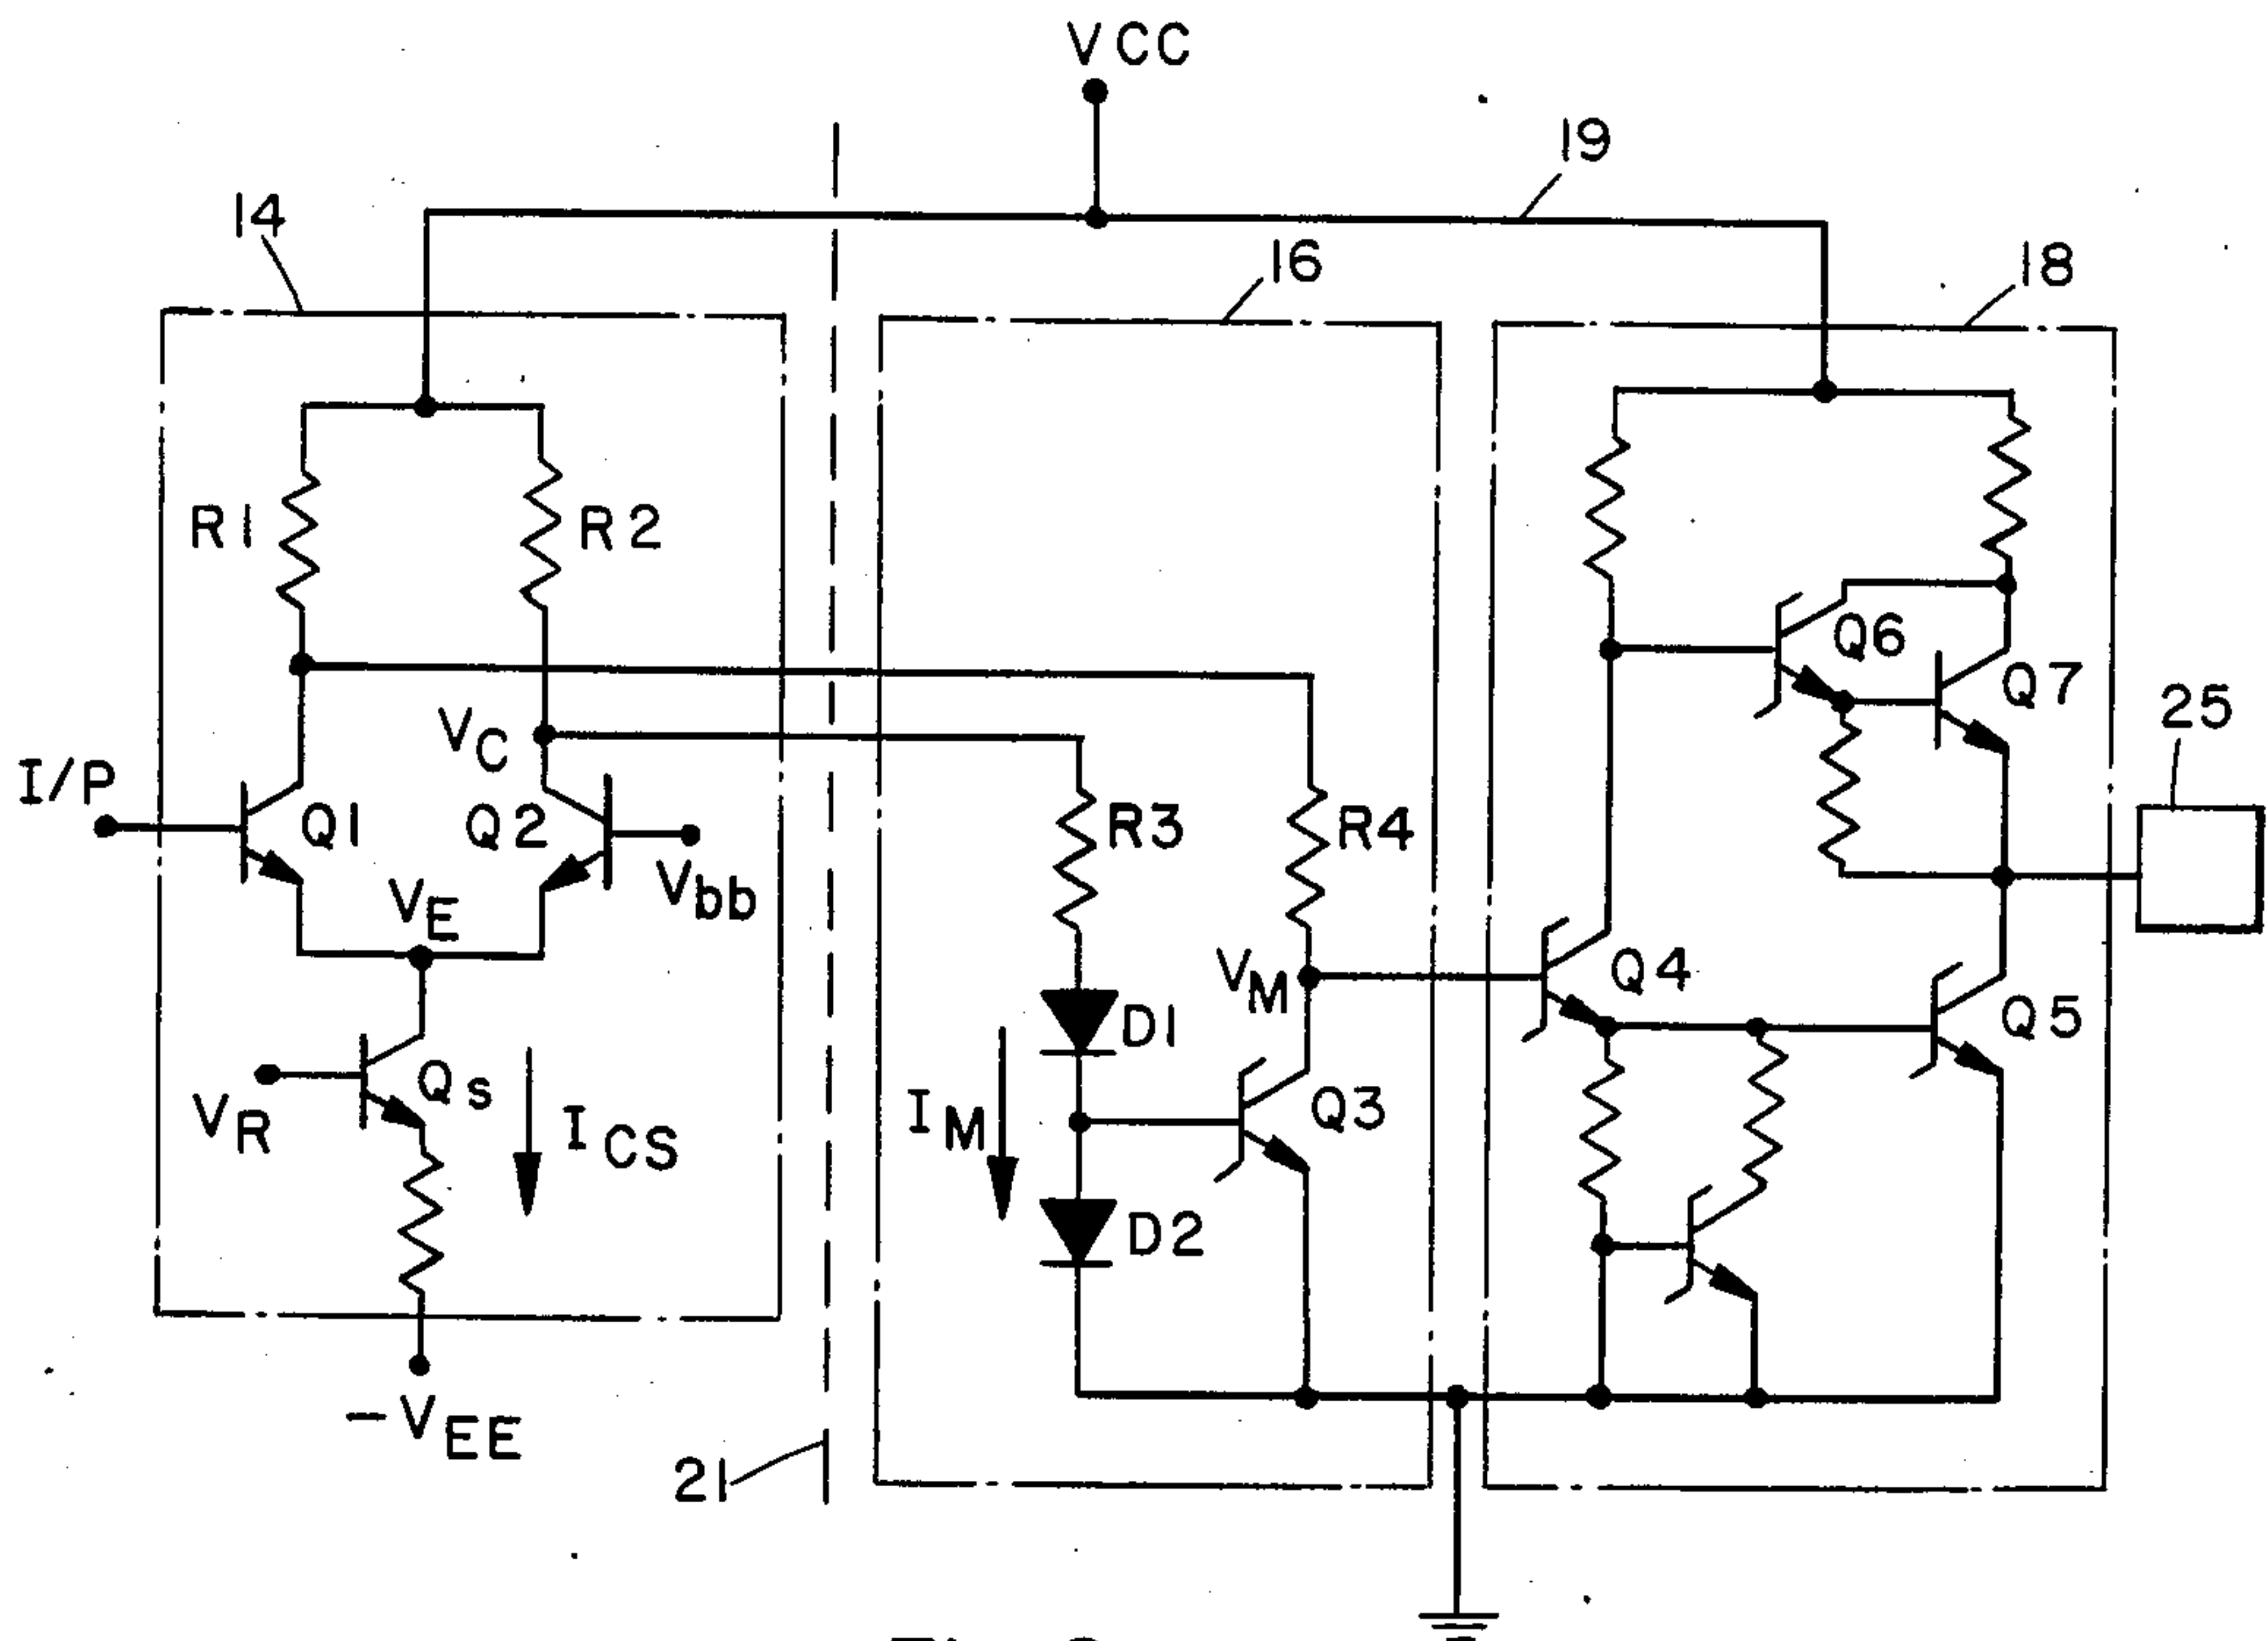 VCC
19
14
16
18
R1
R2
Q6
Q7
25
VC
I/P
Q1
Q2
R3
R4
Vbb
VE
VM
Q4
D1
Q5
QS
VR
ICS
IM
Q3
D2
-VEE
21